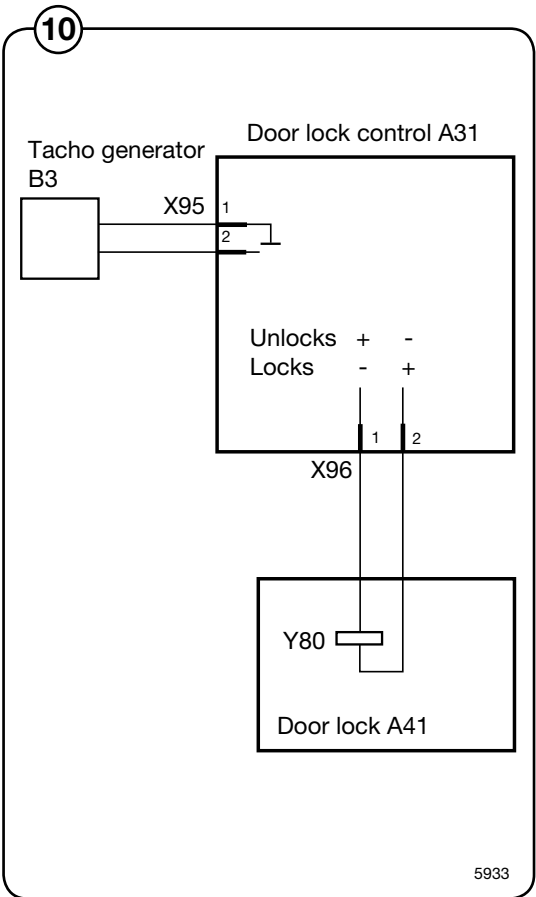 10
Door lock control A31
Tacho generator
B3
X95
1
2
Unlocks + -
Locks - +
1 2
X96
Y80
Door lock A41
5933